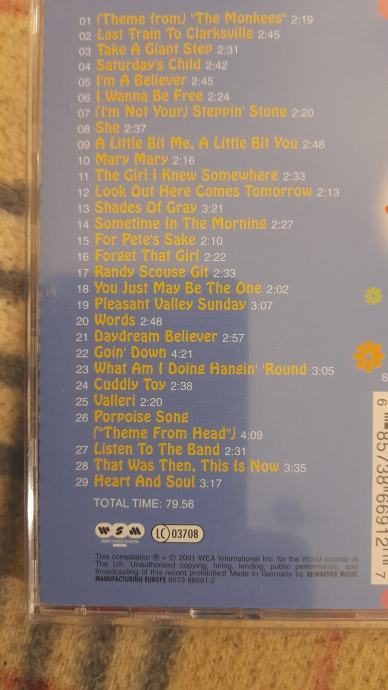 01 (Theme from) "The Monkees" 2:19
02 Last Train To Clarksville 2:45
03 Take A Giant Step 2:31
04 Saturday's Child 2:42
05 I'm A Believer 2:45
06 I Wanna Be Free 2:24
07 (I'm Not Your) Steppin' Stone 2:20
08 She 2:37
09 A Little Bit Me, A Little Bit You 2:48
10 Mary Mary 2:16
11 The Girl I Knew Somewhere 2:33
12 Look Out Here Comes Tomorrow 2:13
13 Shades Of Gray 3:21
14 Sometime In The Morning 2:27
15 For Pete's Sake 2:10
16 Forget That Girl 2:22
17 Randy Scouse Git 2:33
18 You Just May Be The One 2:02
19 Pleasant Valley Sunday 3:07
20 Words 2:48
21 Daydream Believer 2:57
22 Goin' Down 4:21
23 What Am I Doing Hangin' 'Round 3:05
24 Cuddly Toy 2:38
25 Valleri 2:20
26 Porpoise Song
("Theme From Head") 4:09
27 Listen To The Band 2:31
28 That Was Then, This Is Now 3:35
29 Heart And Soul 3:17
TOTAL TIME: 79.56
WSM LC 03708
This compilation ℗ + © 2001 WEA International Inc. for the World outside of
The US. Unauthorized copying, hiring, lending, public performance, and
broadcasting of this record prohibited! Made In Germany by WARNER MUSIC
MANUFACTURING EUROPE 8573 86691-2
8
6 85738 66912 7